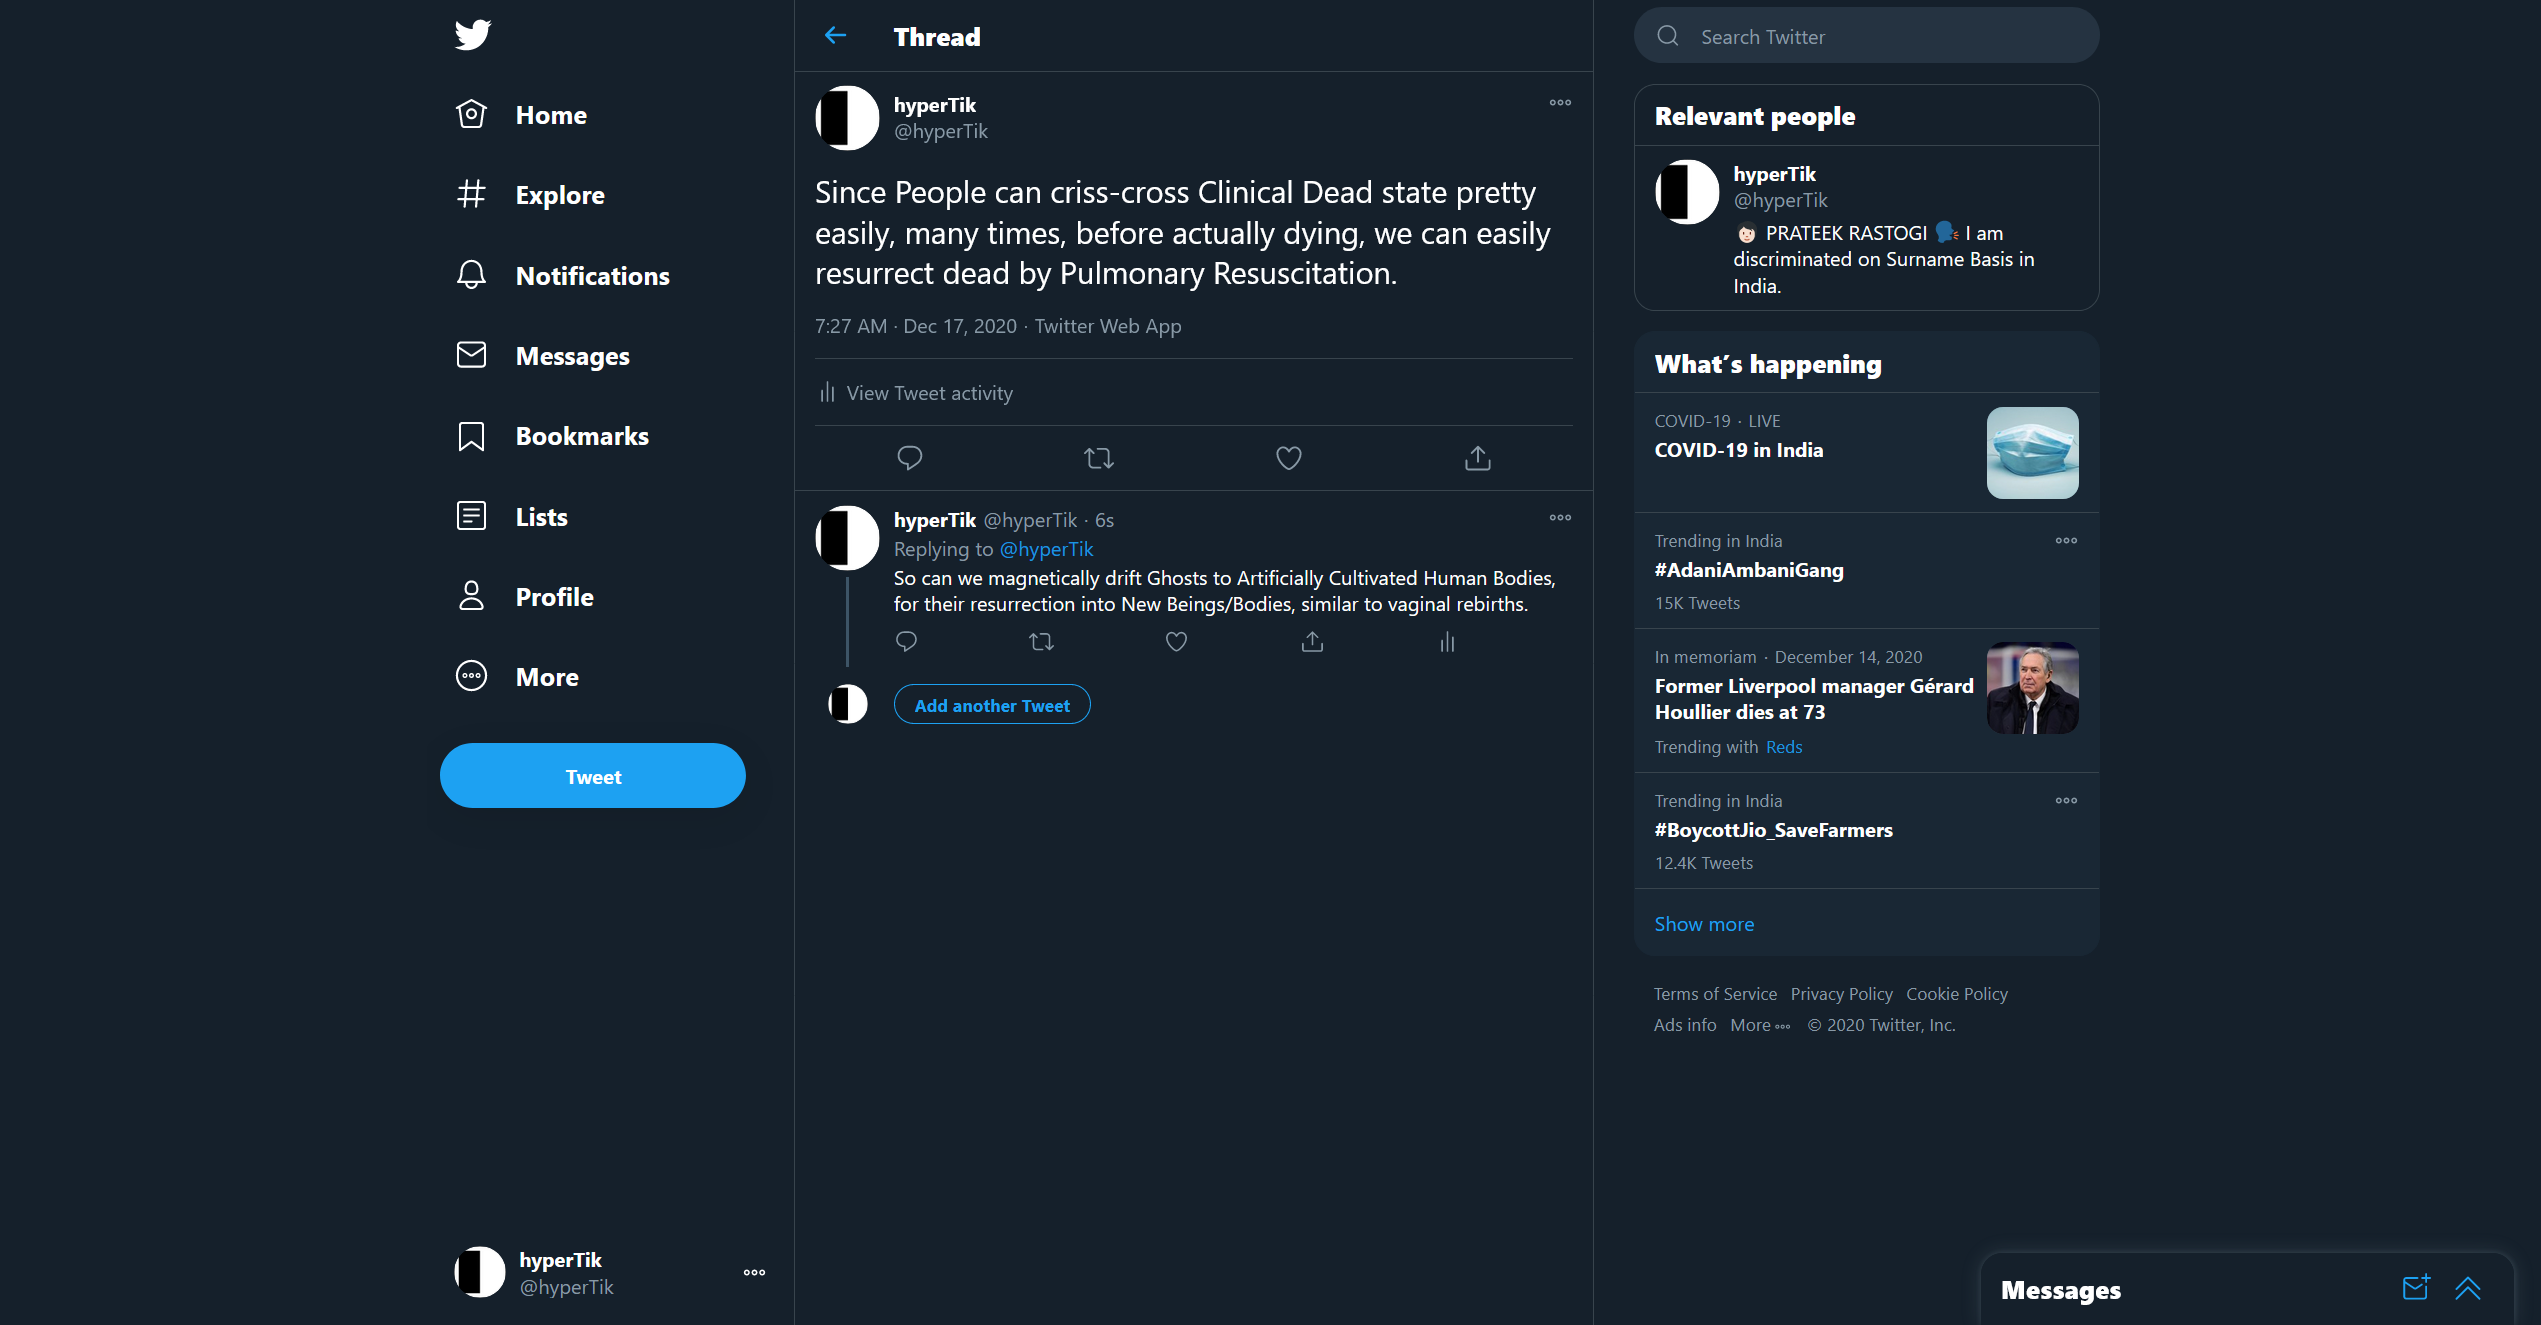 Home
Explore
Notifications
Messages
Bookmarks
Lists
Profile
More
Tweet
hyperTik
@hyperTik
Thread
hyperTik
@hyperTik
Since People can criss-cross Clinical Dead state pretty
easily, many times, before actually dying, we can easily
resurrect dead by Pulmonary Resuscitation.
7:27 AM · Dec 17, 2020 · Twitter Web App
View Tweet activity
hyperTik @hyperTik · 6s
Replying to @hyperTik
So can we magnetically drift Ghosts to Artificially Cultivated Human Bodies,
for their resurrection into New Beings/Bodies, similar to vaginal rebirths.
Add another Tweet
Search Twitter
Relevant people
hyperTik
@hyperTik
PRATEEK RASTOGI I am
discriminated on Surname Basis in
India.
What's happening
COVID-19 · LIVE
COVID-19 in India
Trending in India
#AdaniAmbaniGang
15K Tweets
In memoriam · December 14, 2020
Former Liverpool manager Gérard
Houllier dies at 73
Trending with Reds
Trending in India
#BoycottJio_SaveFarmers
12.4K Tweets
Show more
Terms of Service Privacy Policy Cookie Policy
Ads info More © 2020 Twitter, Inc.
Messages